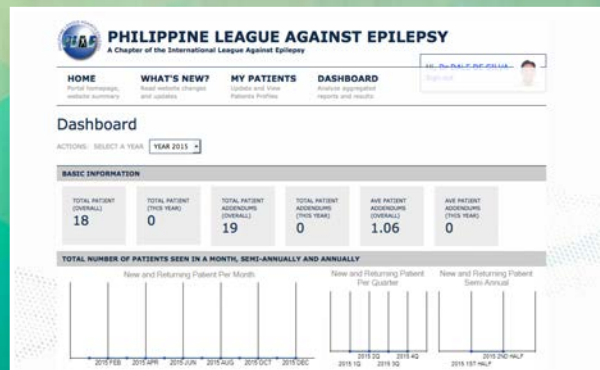 PHILIPPINE LEAGUE AGAINST EPILEPSY
A Chapter of the International League Against Epilepsy
Dr DALE DE SILVA
HOME
Portal homepage,
website summary
WHAT'S NEW?
Read website changes
and updates
MY PATIENTS
Update and View
Patients Profiles
DASHBOARD
Analyze aggregated
reports and results
Dashboard
ACTIONS: SELECT A YEAR YEAR 2015
BASIC INFORMATION
TOTAL PATIENT
(OVERALL)
18
TOTAL PATIENT
(THIS YEAR)
0
TOTAL PATIENT
ADDENDUMS
(OVERALL)
19
TOTAL PATIENT
ADDENDUMS
(THIS YEAR)
0
AVE PATIENT
ADDENDUMS
(OVERALL)
1.06
AVE PATIENT
ADDENDUMS
(THIS YEAR)
0
TOTAL NUMBER OF PATIENTS SEEN IN A MONTH, SEMI-ANNUALLY AND ANNUALLY
New and Returning Patient Per Month
2015 FEB 2015 APR 2015 JUN 2015 AUG 2015 OCT 2015 DEC
New and Returning Patient
Per Quarter
2015 2Q 2015 4Q
2015 1Q 2015 3Q
New and Returning Patient
Semi-Annual
2015 2ND HALF
2015 1ST HALF